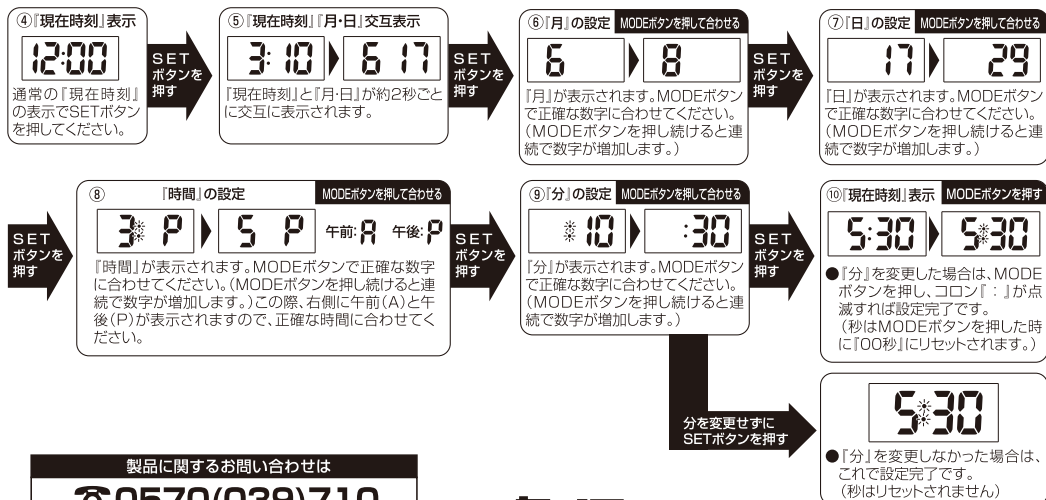 ④『現在時刻』表示
12:00
通常の『現在時刻』
の表示でSETボタン
を押してください。
SET
ボタンを
押す
⑤『現在時刻』『月・日』交互表示
3:10 6 17
『現在時刻』と『月・日』が約2秒ごと
に交互に表示されます。
SET
ボタンを
押す
⑥『月』の設定 MODEボタンを押して合わせる
6 8
『月』が表示されます。MODEボタン
で正確な数字に合わせてください。
(MODEボタンを押し続けると連
続で数字が増加します。)
SET
ボタンを
押す
⑦『日』の設定 MODEボタンを押して合わせる
17 29
『日』が表示されます。MODEボタン
で正確な数字に合わせてください。
(MODEボタンを押し続けると連
続で数字が増加します。)
SET
ボタンを
押す
⑧ 『時間』の設定 MODEボタンを押して合わせる
3 P 5 P 午前:A 午後:P
『時間』が表示されます。MODEボタンで正確な数字
に合わせてください。(MODEボタンを押し続けると連
続で数字が増加します。)この際、右側に午前(A)と午
後(P)が表示されますので、正確な時間に合わせてく
ださい。
SET
ボタンを
押す
⑨『分』の設定 MODEボタンを押して合わせる
:10 :30
『分』が表示されます。MODEボタン
で正確な数字に合わせてください。
(MODEボタンを押し続けると連
続で数字が増加します。)
SET
ボタンを
押す
⑩『現在時刻』表示 MODEボタンを押す
5:30 5:30
●『分』を変更した場合は、MODE
ボタンを押し、コロン『:』が点
滅すれば設定完了です。
(秒はMODEボタンを押した時
に『00秒』にリセットされます。)
分を変更せずに
SETボタンを押す
5:30
●『分』を変更しなかった場合は、
これで設定完了です。
(秒はリセットされません)
製品に関するお問い合わせは
☎0570(039)710